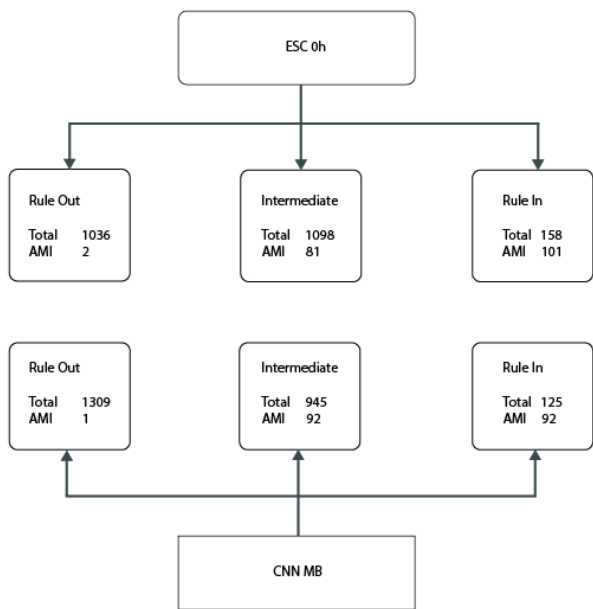 ESC 0h
Rule Out
Total 1036
AMI 2
Intermediate
Total 1098
AMI 81
Rule In
Total 158
AMI 101
Rule Out
Total 1309
AMI 1
Intermediate
Total 945
AMI 92
Rule In
Total 125
AMI 92
CNN MB